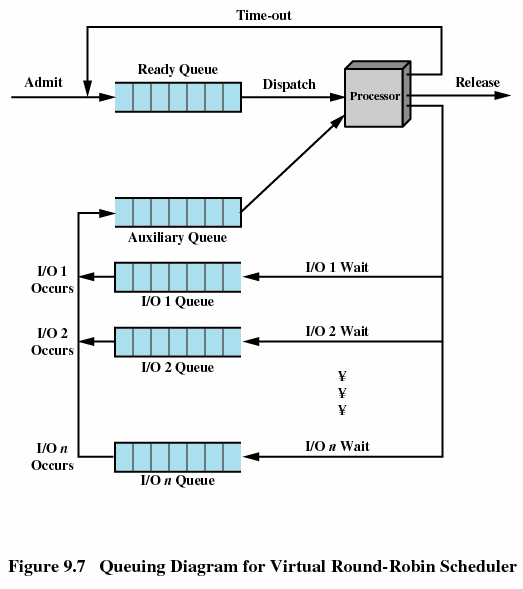 Time-out
Ready Queue
Admit
Dispatch
Processor
Release
Auxiliary Queue
I/O 1
Occurs
I/O 1 Wait
I/O 1 Queue
I/O 2
Occurs
I/O 2 Wait
I/O 2 Queue
¥
¥
¥
I/O n
Occurs
I/O n Wait
I/O n Queue
Figure 9.7 Queuing Diagram for Virtual Round-Robin Scheduler